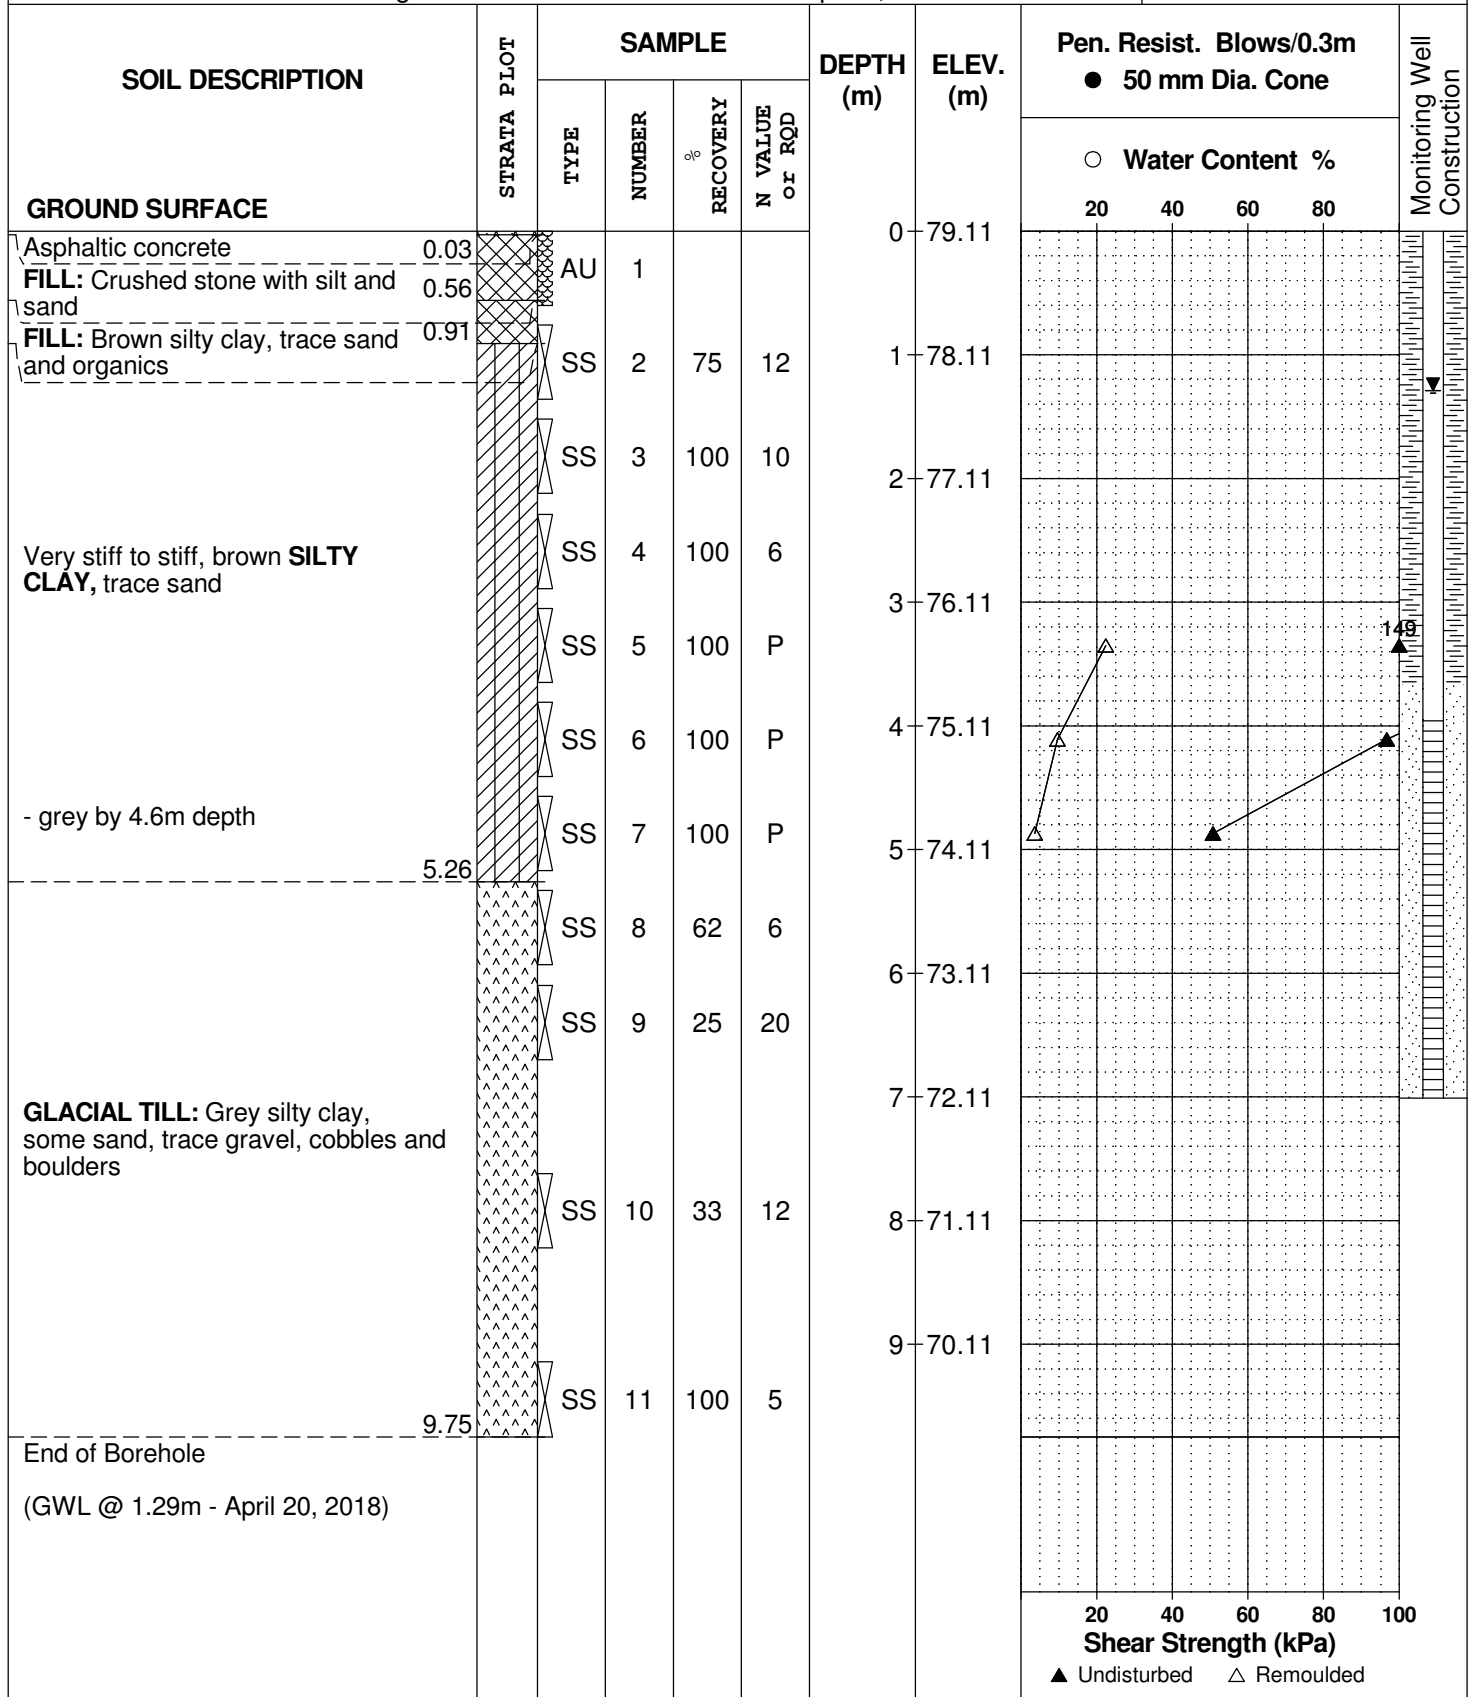 SOIL DESCRIPTION
GROUND SURFACE
STRATA PLOT
SAMPLE
TYPE
NUMBER
%
RECOVERY
N VALUE
or RQD
DEPTH
(m)
ELEV.
(m)
Pen. Resist. Blows/0.3m
● 50 mm Dia. Cone
○ Water Content %
20 40 60 80
Monitoring Well
Construction
0 79.11
Asphaltic concrete 0.03
FILL: Crushed stone with silt and
sand 0.56
AU 1
FILL: Brown silty clay, trace sand
and organics 0.91
SS 2 75 12
1 78.11
SS 3 100 10
2 77.11
Very stiff to stiff, brown SILTY
CLAY, trace sand
SS 4 100 6
3 76.11
149
SS 5 100 P
4 75.11
SS 6 100 P
- grey by 4.6m depth
SS 7 100 P
5 74.11
5.26
SS 8 62 6
6 73.11
SS 9 25 20
7 72.11
GLACIAL TILL: Grey silty clay,
some sand, trace gravel, cobbles and
boulders
SS 10 33 12
8 71.11
9 70.11
SS 11 100 5
9.75
End of Borehole
(GWL @ 1.29m - April 20, 2018)
20 40 60 80 100
Shear Strength (kPa)
▲ Undisturbed △ Remoulded